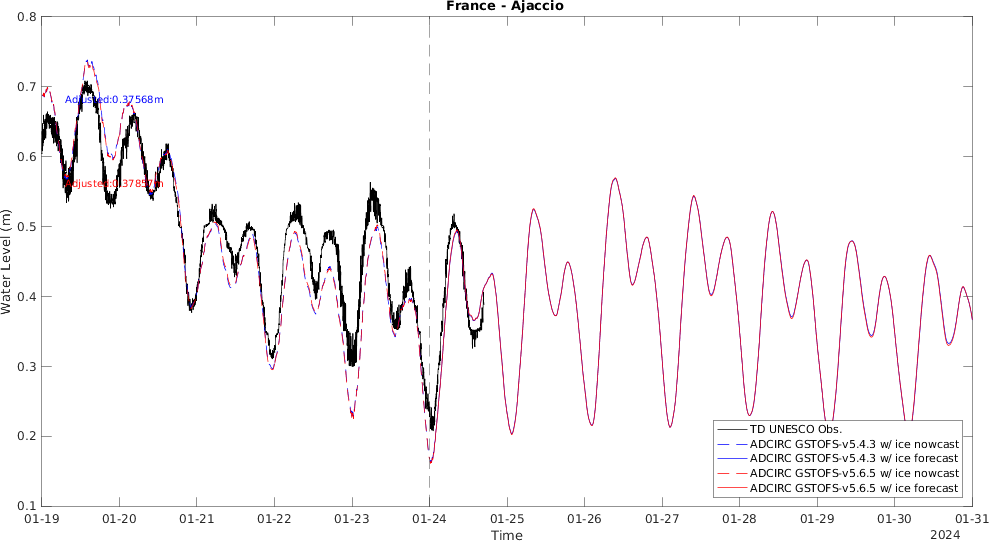 France - Ajaccio
0.8
0.7
0.6
0.5
0.4
0.3
0.2
0.1
Water Level (m)
Adjusted:0.37568m
Adjusted:0.37857m
TD UNESCO Obs.
ADCIRC GSTOFS-v5.4.3 w/ ice nowcast
ADCIRC GSTOFS-v5.4.3 w/ ice forecast
ADCIRC GSTOFS-v5.6.5 w/ ice nowcast
ADCIRC GSTOFS-v5.6.5 w/ ice forecast
01-19 01-20 01-21 01-22 01-23 01-24 01-25 01-26 01-27 01-28 01-29 01-30 01-31
Time
2024